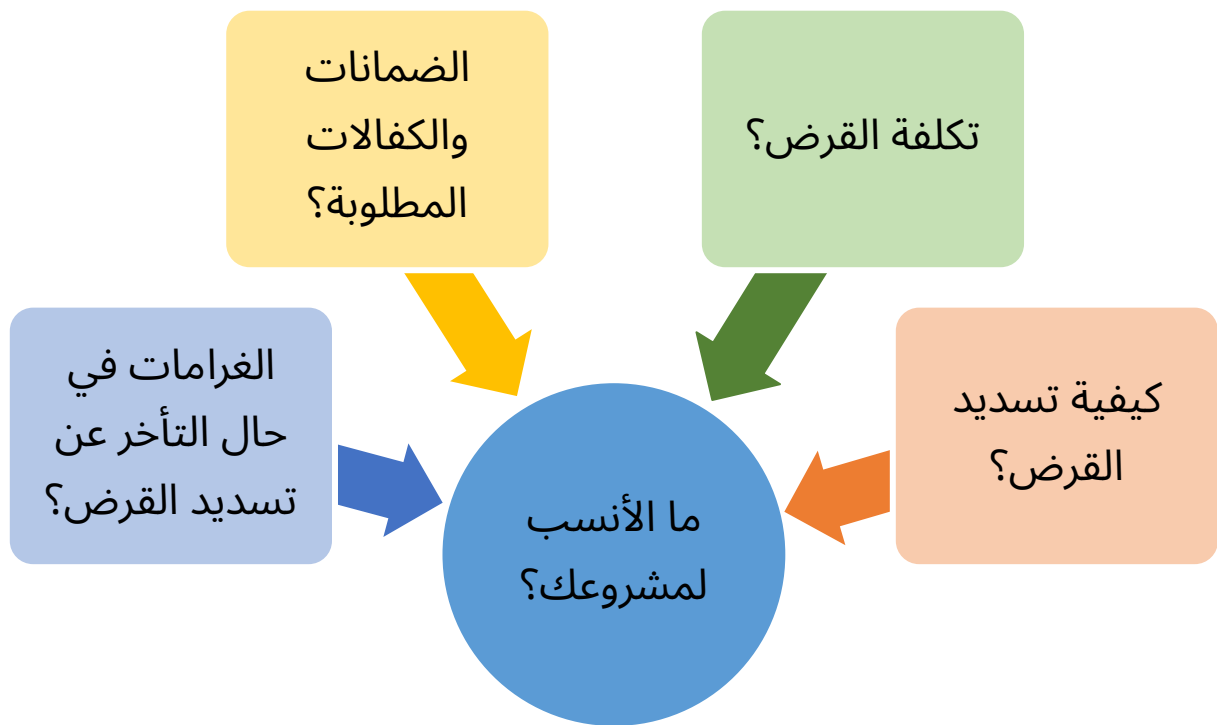 تكلفة القرض؟
الضمانات
والكفالات
المطلوبة؟
كيفية تسديد
القرض؟
الغرامات في
حال التأخر عن
تسديد القرض؟
ما الأنسب
لمشروعك؟